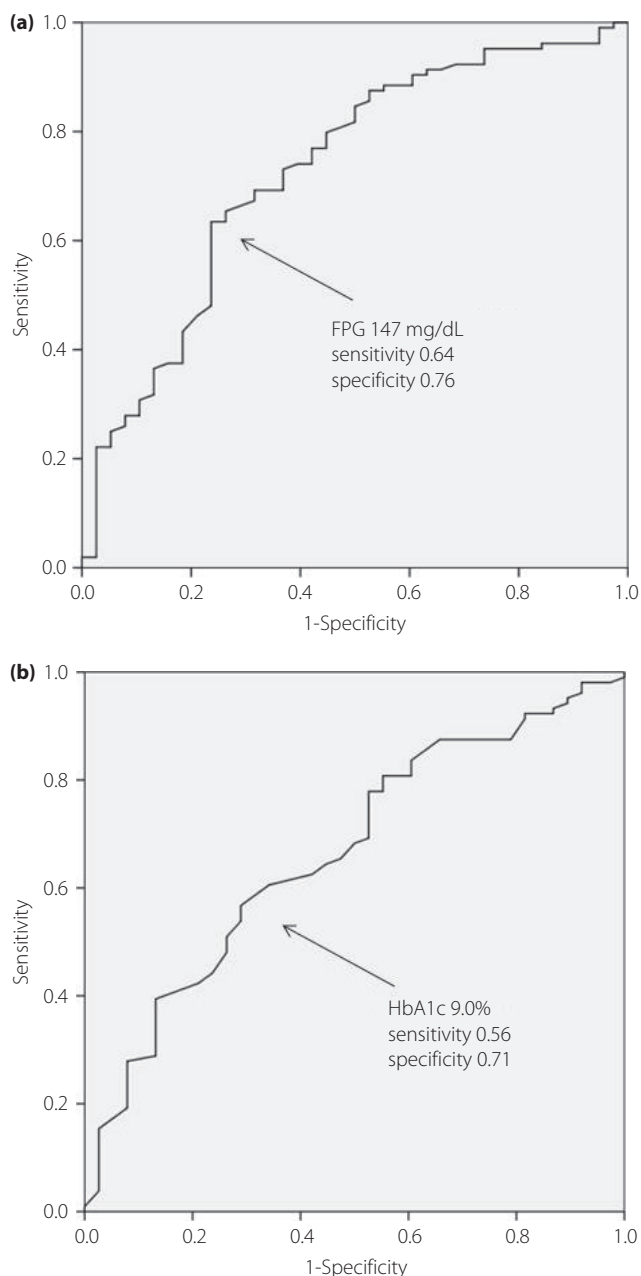 (a)
1.0
0.8
0.6
0.4
0.2
0.0
Sensitivity
FPG 147 mg/dL
sensitivity 0.64
specificity 0.76
0.0 0.2 0.4 0.6 0.8 1.0
1-Specificity
(b)
1.0
0.8
0.6
0.4
0.2
0.0
Sensitivity
HbA1c 9.0%
sensitivity 0.56
specificity 0.71
0.0 0.2 0.4 0.6 0.8 1.0
1-Specificity